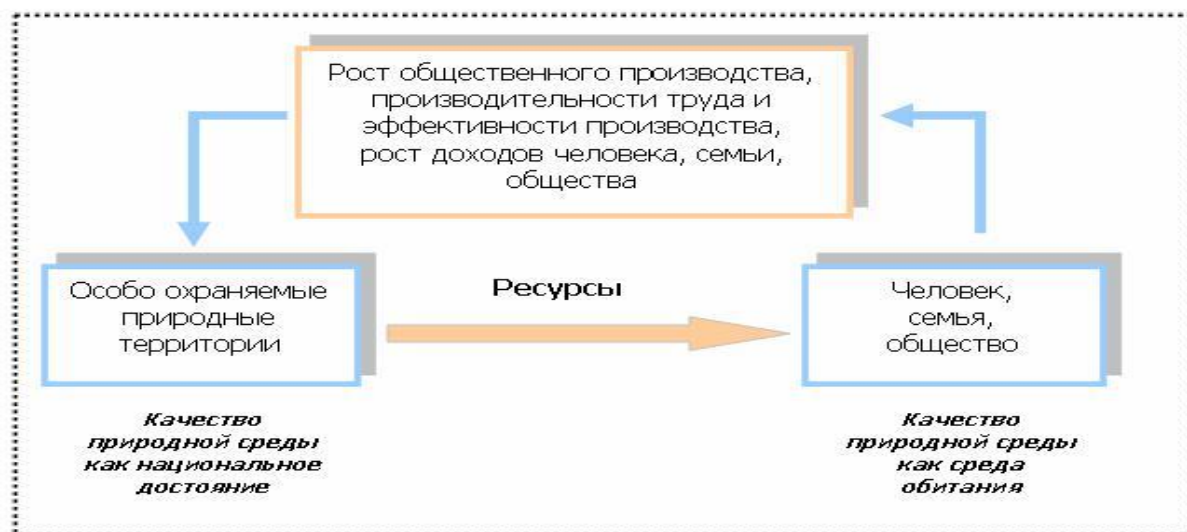 Рост общественного производства,
производительности труда и
эффективности производства,
рост доходов человека, семьи,
общества
Особо охраняемые
природные
территории
Ресурсы
Человек,
семья,
общество
Качество
природной среды
как национальное
достояние
Качество
природной среды
как среда
обитания